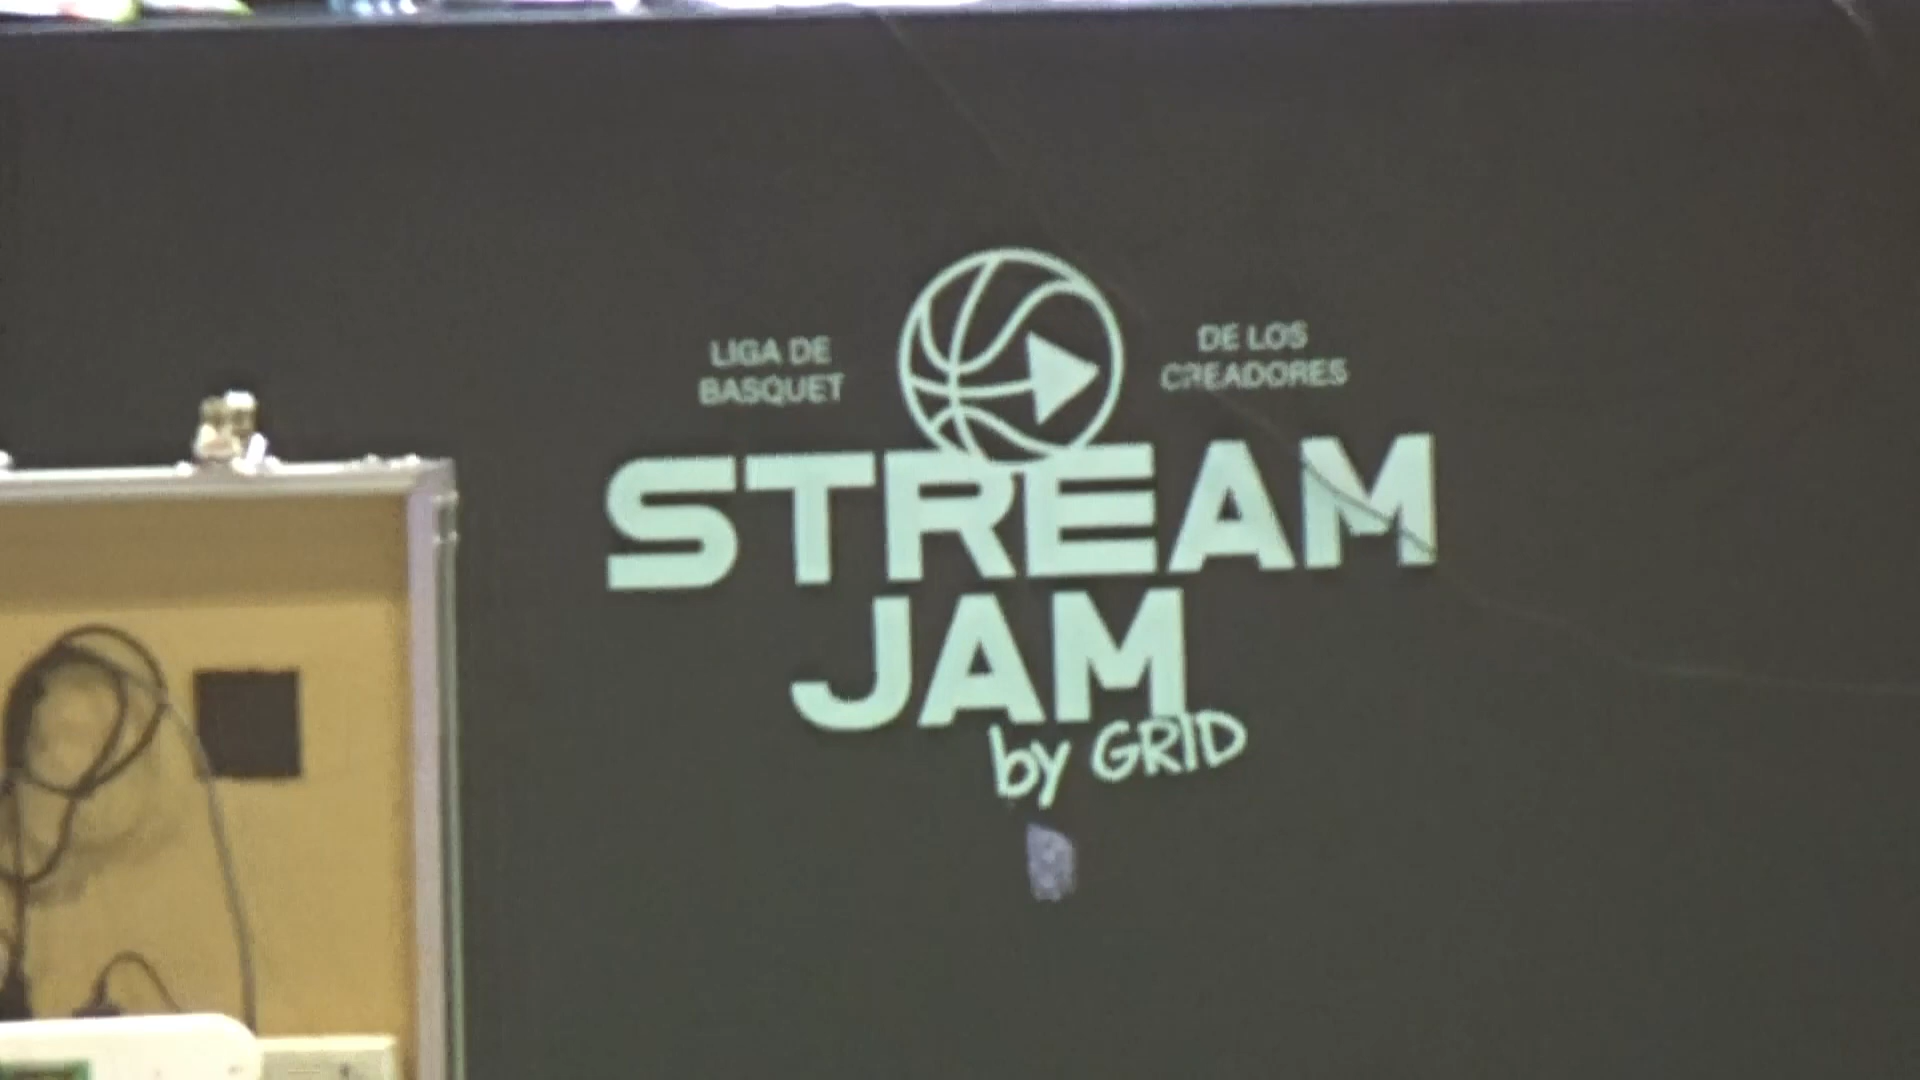 LIGA DE
BASQUET
DE LOS
CREADORES
STREAM
JAM
by GRID